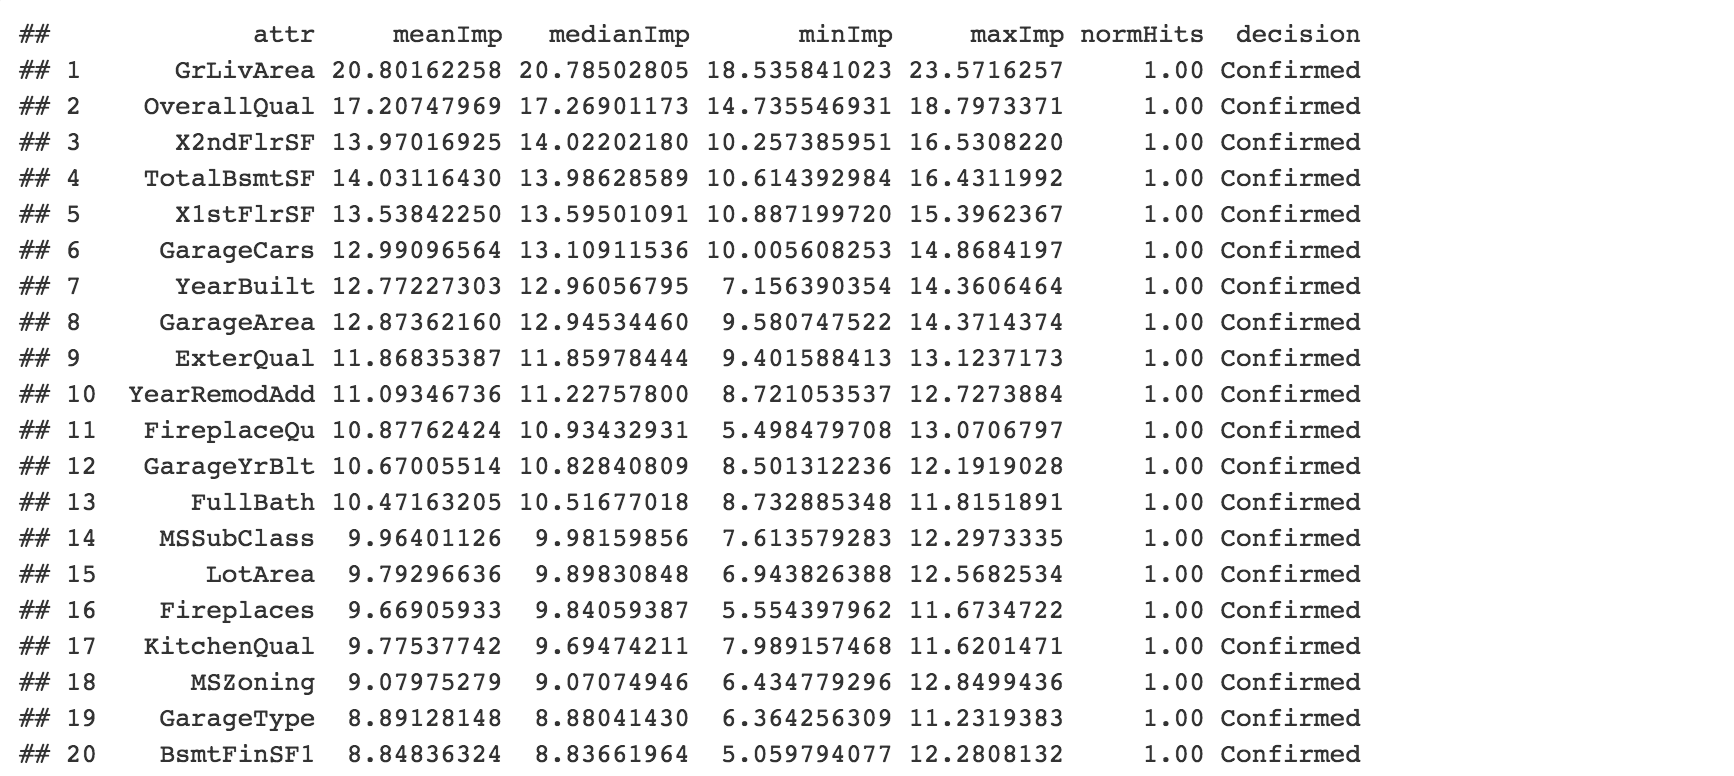 ##            attr     meanImp   medianImp       minImp     maxImp normHits  decision
## 1      GrLivArea 20.80162258 20.78502805 18.535841023 23.5716257     1.00 Confirmed
## 2    OverallQual 17.20747969 17.26901173 14.735546931 18.7973371     1.00 Confirmed
## 3      X2ndFlrSF 13.97016925 14.02202180 10.257385951 16.5308220     1.00 Confirmed
## 4    TotalBsmtSF 14.03116430 13.98628589 10.614392984 16.4311992     1.00 Confirmed
## 5      X1stFlrSF 13.53842250 13.59501091 10.887199720 15.3962367     1.00 Confirmed
## 6     GarageCars 12.99096564 13.10911536 10.005608253 14.8684197     1.00 Confirmed
## 7      YearBuilt 12.77227303 12.96056795  7.156390354 14.3606464     1.00 Confirmed
## 8     GarageArea 12.87362160 12.94534460  9.580747522 14.3714374     1.00 Confirmed
## 9      ExterQual 11.86835387 11.85978444  9.401588413 13.1237173     1.00 Confirmed
## 10  YearRemodAdd 11.09346736 11.22757800  8.721053537 12.7273884     1.00 Confirmed
## 11   FireplaceQu 10.87762424 10.93432931  5.498479708 13.0706797     1.00 Confirmed
## 12   GarageYrBlt 10.67005514 10.82840809  8.501312236 12.1919028     1.00 Confirmed
## 13      FullBath 10.47163205 10.51677018  8.732885348 11.8151891     1.00 Confirmed
## 14    MSSubClass  9.96401126  9.98159856  7.613579283 12.2973335     1.00 Confirmed
## 15       LotArea  9.79296636  9.89830848  6.943826388 12.5682534     1.00 Confirmed
## 16    Fireplaces  9.66905933  9.84059387  5.554397962 11.6734722     1.00 Confirmed
## 17   KitchenQual  9.77537742  9.69474211  7.989157468 11.6201471     1.00 Confirmed
## 18      MSZoning  9.07975279  9.07074946  6.434779296 12.8499436     1.00 Confirmed
## 19    GarageType  8.89128148  8.88041430  6.364256309 11.2319383     1.00 Confirmed
## 20    BsmtFinSF1  8.84836324  8.83661964  5.059794077 12.2808132     1.00 Confirmed